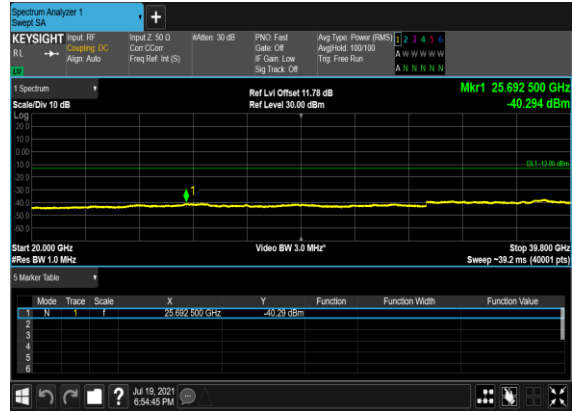 Spectrum Analyzer 1
Swept SA
+
KEYSIGHT Input: RF Input Z: 50 Ω #Atten: 30 dB PNO: Fast Avg Type: Power (RMS) 1 2 3 4 5 6
RL Coupling: DC Corr CCorr Gate: Off Avg|Hold: 100/100 A W W W W W
Align: Auto Freq Ref: Int (S) IF Gain: Low Trig: Free Run
Sig Track: Off A N N N N N
1 Spectrum Ref Lvl Offset 11.78 dB Mkr1 25.692 500 GHz
Scale/Div 10 dB Ref Level 30.00 dBm -40.294 dBm
Log
20.0
10.0
0.00
-10.0 DL1 -13.00 dBm
-20.0
-30.0
1
-40.0
-50.0
-60.0
Start 20.000 GHz Video BW 3.0 MHz* Stop 39.800 GHz
#Res BW 1.0 MHz Sweep ~39.2 ms (40001 pts)
5 Marker Table
Mode Trace Scale X Y Function Function Width Function Value
1 N 1 f 25.692 500 GHz -40.29 dBm
2
3
4
5
6
? Jul 19, 2021
6:54:45 PM